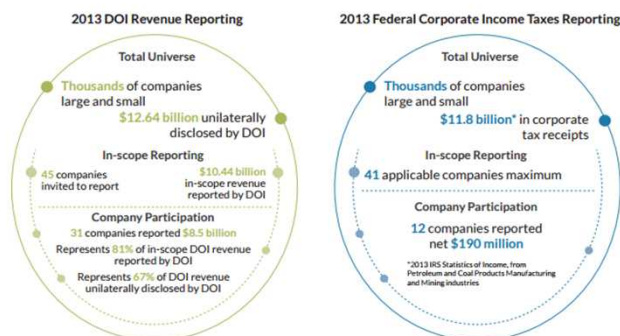 2013 DOI Revenue Reporting
Total Universe
Thousands of companies
large and small
$12.64 billion unilaterally
disclosed by DOI
In-scope Reporting
45 companies
invited to report
$10.44 billion
in-scope revenue
reported by DOI
Company Participation
31 companies reported $8.5 billion
Represents 81% of in-scope DOI revenue
reported by DOI
Represents 67% of DOI revenue
unilaterally disclosed by DOI
2013 Federal Corporate Income Taxes Reporting
Total Universe
Thousands of companies
large and small
$11.8 billion* in corporate
tax receipts
In-scope Reporting
41 applicable companies maximum
Company Participation
12 companies reported
net $190 million
*2013 IRS Statistics of Income, from
Petroleum and Coal Products Manufacturing
and Mining industries